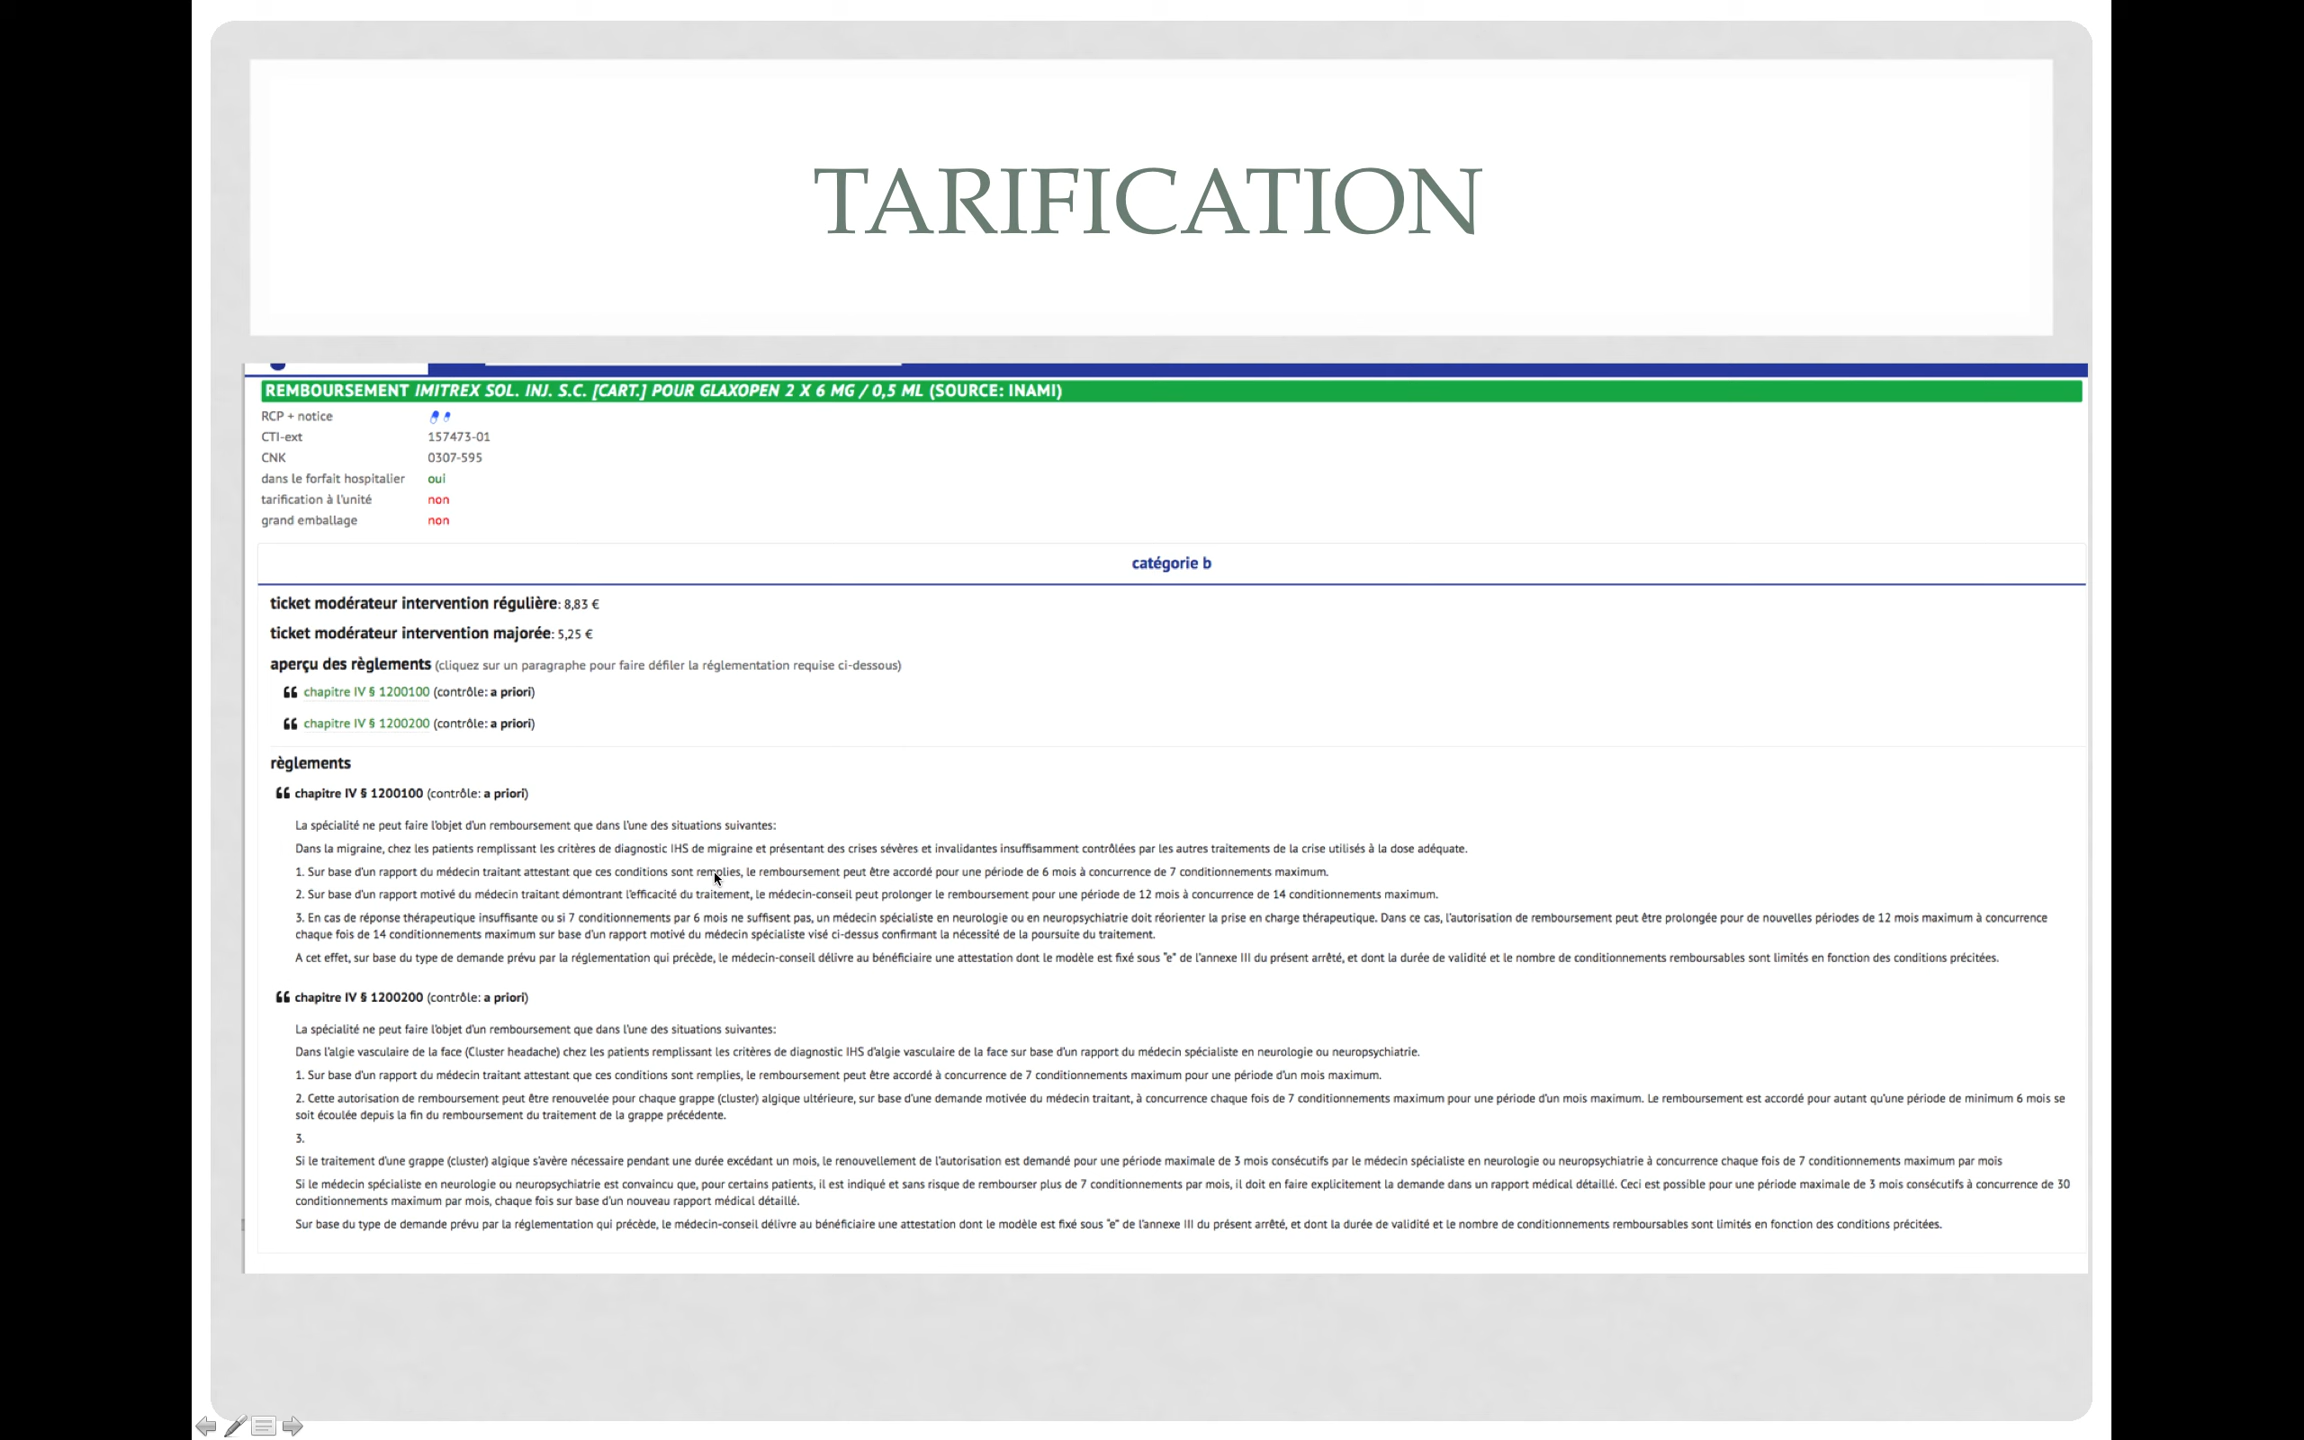 TARIFICATION
REMBOURSEMENT IMITREX SOL. INJ. S.C. [CART.] POUR GLAXOPEN 2 X 6 MG / 0,5 ML (SOURCE: INAMI)
RCP + notice
CTI-ext 157473-01
CNK 0307-595
dans le forfait hospitalier oui
tarification à l'unité non
grand emballage non
catégorie b
ticket modérateur intervention régulière: 8,83 €
ticket modérateur intervention majorée: 5,25 €
aperçu des règlements (cliquez sur un paragraphe pour faire défiler la réglementation requise ci-dessous)
chapitre IV § 1200100 (contrôle: a priori)
chapitre IV § 1200200 (contrôle: a priori)
règlements
chapitre IV § 1200100 (contrôle: a priori)
La spécialité ne peut faire l'objet d'un remboursement que dans l'une des situations suivantes:
Dans la migraine, chez les patients remplissant les critères de diagnostic IHS de migraine et présentant des crises sévères et invalidantes insuffisamment contrôlées par les autres traitements de la crise utilisés à la dose adéquate.
1. Sur base d'un rapport du médecin traitant attestant que ces conditions sont remplies, le remboursement peut être accordé pour une période de 6 mois à concurrence de 7 conditionnements maximum.
2. Sur base d'un rapport motivé du médecin traitant démontrant l'efficacité du traitement, le médecin-conseil peut prolonger le remboursement pour une période de 12 mois à concurrence de 14 conditionnements maximum.
3. En cas de réponse thérapeutique insuffisante ou si 7 conditionnements par 6 mois ne suffisent pas, un médecin spécialiste en neurologie ou en neuropsychiatrie doit réorienter la prise en charge thérapeutique. Dans ce cas, l'autorisation de remboursement peut être prolongée pour de nouvelles périodes de 12 mois maximum à concurrence
chaque fois de 14 conditionnements maximum sur base d'un rapport motivé du médecin spécialiste visé ci-dessus confirmant la nécessité de la poursuite du traitement.
A cet effet, sur base du type de demande prévu par la réglementation qui précède, le médecin-conseil délivre au bénéficiaire une attestation dont le modèle est fixé sous "e" de l'annexe III du présent arrêté, et dont la durée de validité et le nombre de conditionnements remboursables sont limités en fonction des conditions précitées.
chapitre IV § 1200200 (contrôle: a priori)
La spécialité ne peut faire l'objet d'un remboursement que dans l'une des situations suivantes:
Dans l'algie vasculaire de la face (Cluster headache) chez les patients remplissant les critères de diagnostic IHS d'algie vasculaire de la face sur base d'un rapport du médecin spécialiste en neurologie ou neuropsychiatrie.
1. Sur base d'un rapport du médecin traitant attestant que ces conditions sont remplies, le remboursement peut être accordé à concurrence de 7 conditionnements maximum pour une période d'un mois maximum.
2. Cette autorisation de remboursement peut être renouvelée pour chaque grappe (cluster) algique ultérieure, sur base d'une demande motivée du médecin traitant, à concurrence chaque fois de 7 conditionnements maximum pour une période d'un mois maximum. Le remboursement est accordé pour autant qu'une période de minimum 6 mois se
soit écoulée depuis la fin du remboursement du traitement de la grappe précédente.
3.
Si le traitement d'une grappe (cluster) algique s'avère nécessaire pendant une durée excédant un mois, le renouvellement de l'autorisation est demandé pour une période maximale de 3 mois consécutifs par le médecin spécialiste en neurologie ou neuropsychiatrie à concurrence chaque fois de 7 conditionnements maximum par mois
Si le médecin spécialiste en neurologie ou neuropsychiatrie est convaincu que, pour certains patients, il est indiqué et sans risque de rembourser plus de 7 conditionnements par mois, il doit en faire explicitement la demande dans un rapport médical détaillé. Ceci est possible pour une période maximale de 3 mois consécutifs à concurrence de 30
conditionnements maximum par mois, chaque fois sur base d'un nouveau rapport médical détaillé.
Sur base du type de demande prévu par la réglementation qui précède, le médecin-conseil délivre au bénéficiaire une attestation dont le modèle est fixé sous "e" de l'annexe III du présent arrêté, et dont la durée de validité et le nombre de conditionnements remboursables sont limités en fonction des conditions précitées.